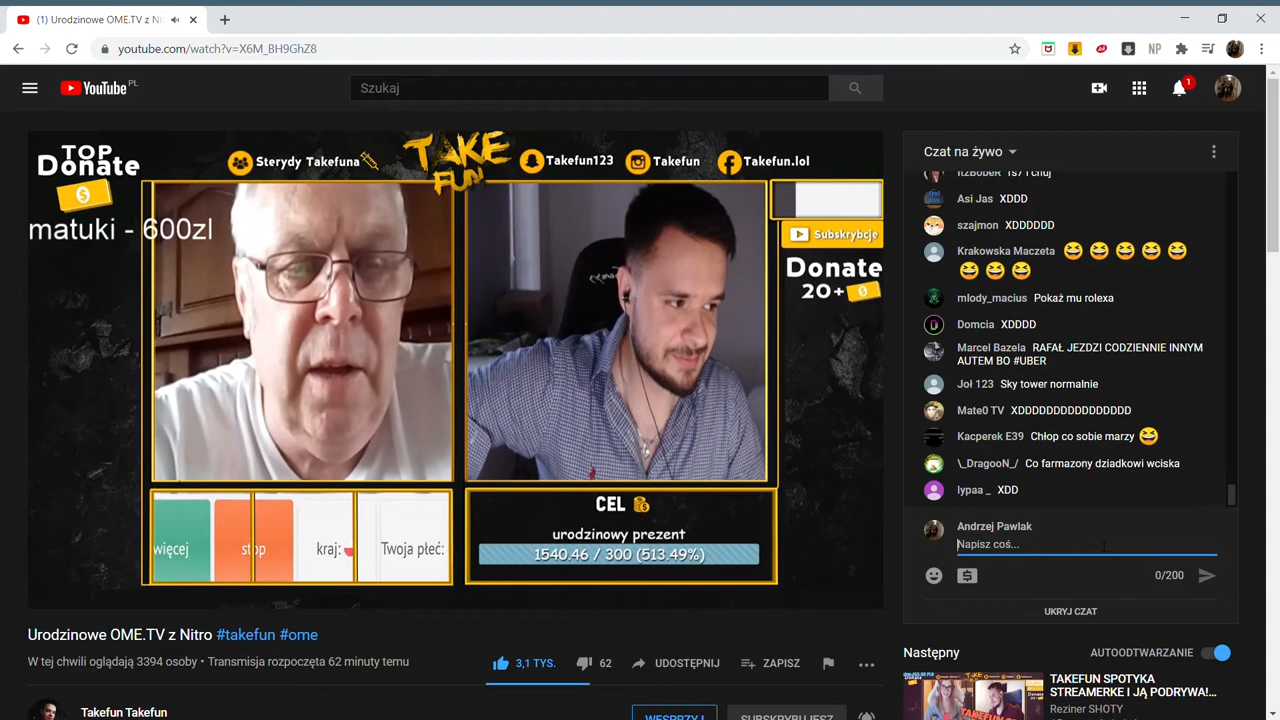 (1) Urodzinowe OME.TV z Ni
youtube.com/watch?v=X6M_BH9GhZ8
YouTube PL
Szukaj
1
TOP
Donate
matuki - 600zl
Sterydy Takefuna
TAKE
FUN
Takefun123
Takefun
Takefun.lol
Subskrybcje
Donate
20+
więcej
stop
kraj:
Twoja płeć:
CEL
urodzinowy prezent
1540.46 / 300 (513.49%)
Urodzinowe OME.TV z Nitro #takefun #ome
W tej chwili oglądają 3394 osoby • Transmisja rozpoczęta 62 minuty temu
3,1 TYS.
62
UDOSTĘPNIJ
ZAPISZ
Takefun Takefun
WESPRZYJ
SUBSKRYBUJESZ
NP
Czat na żywo
Asi Jas XDDD
szajmon XDDDDDD
Krakowska Maczeta
mlody_macius Pokaż mu rolexa
Domcia XDDDD
Marcel Bazela RAFAŁ JEZDZI CODZIENNIE INNYM
AUTEM BO #UBER
Joł 123 Sky tower normalnie
Mate0 TV XDDDDDDDDDDDDDDDD
Kacperek E39 Chłop co sobie marzy
\_DragooN_/ Co farmazony dziadkowi wciska
lypaa _ XDD
Andrzej Pawlak
Napisz coś...
0/200
UKRYJ CZAT
Następny
AUTOODTWARZANIE
TAKEFUN SPOTYKA
STREAMERKE I JĄ PODRYWA!...
Reziner SHOTY